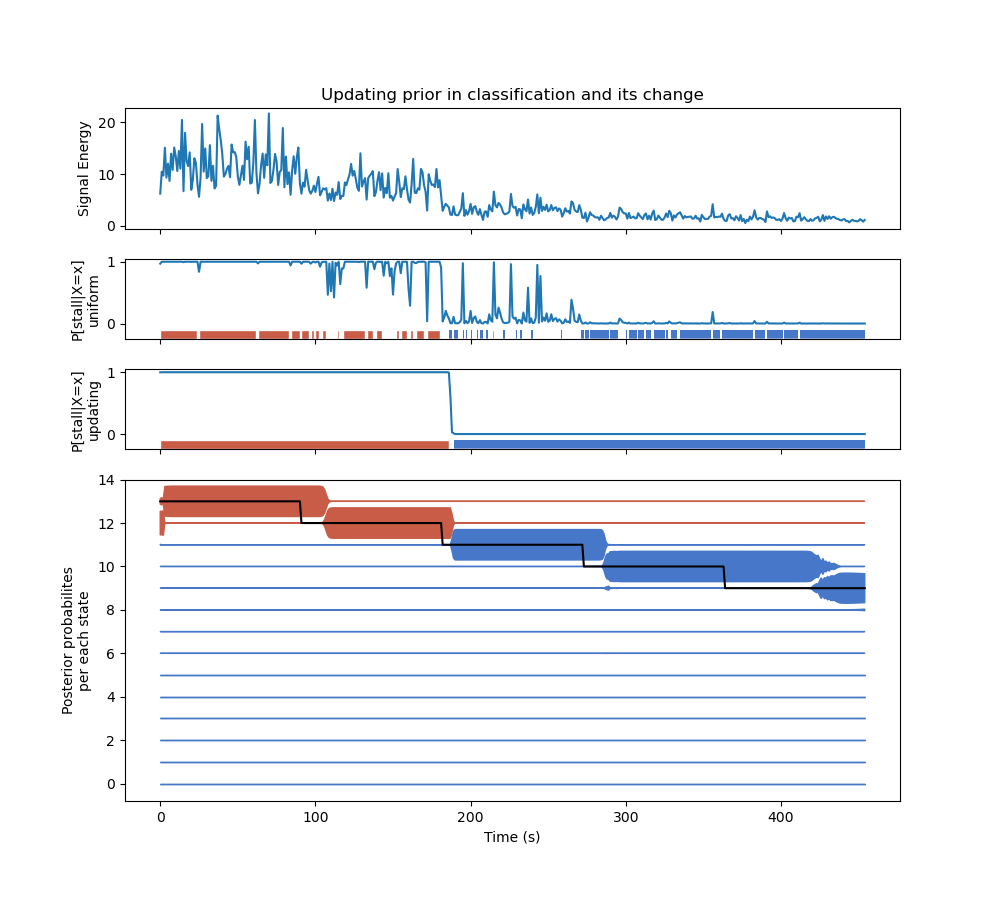 Updating prior in classification and its change
Signal Energy
20
10
0
P[stall|X=x]
uniform
1
0
P[stall|X=x]
updating
1
0
Posterior probabilites
per each state
14
12
10
8
6
4
2
0
0 100 200 300 400
Time (s)